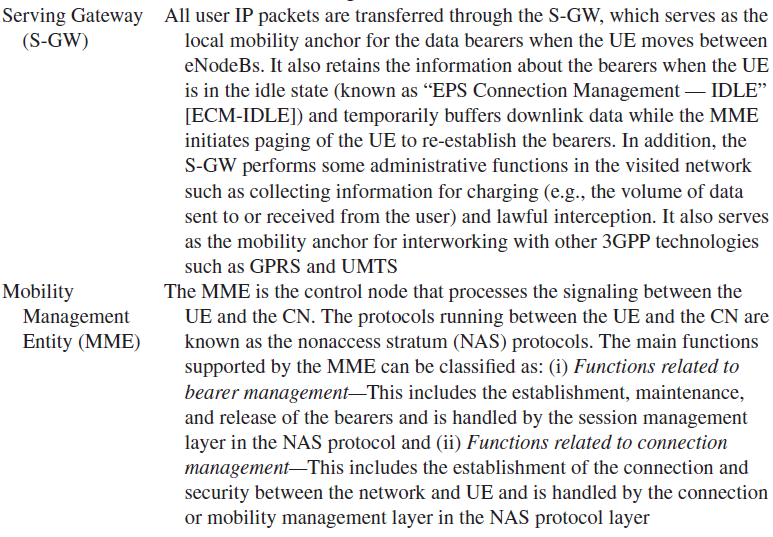 Serving Gateway All user IP packets are transferred through the S-GW, which serves as the
(S-GW) local mobility anchor for the data bearers when the UE moves between
eNodeBs. It also retains the information about the bearers when the UE
is in the idle state (known as “EPS Connection Management — IDLE”
[ECM-IDLE]) and temporarily buffers downlink data while the MME
initiates paging of the UE to re-establish the bearers. In addition, the
S-GW performs some administrative functions in the visited network
such as collecting information for charging (e.g., the volume of data
sent to or received from the user) and lawful interception. It also serves
as the mobility anchor for interworking with other 3GPP technologies
such as GPRS and UMTS
Mobility The MME is the control node that processes the signaling between the
Management UE and the CN. The protocols running between the UE and the CN are
Entity (MME) known as the nonaccess stratum (NAS) protocols. The main functions
supported by the MME can be classified as: (i) Functions related to
bearer management—This includes the establishment, maintenance,
and release of the bearers and is handled by the session management
layer in the NAS protocol and (ii) Functions related to connection
management—This includes the establishment of the connection and
security between the network and UE and is handled by the connection
or mobility management layer in the NAS protocol layer